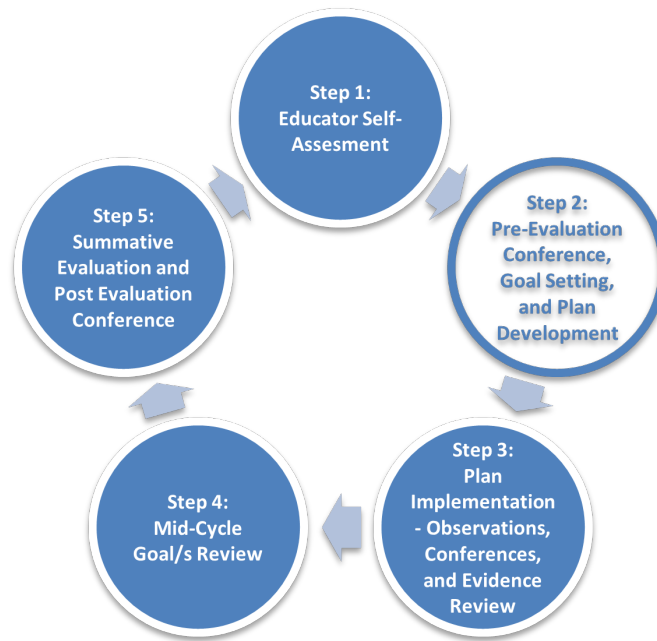 Step 1:
Educator Self-
Assesment
Step 2:
Pre-Evaluation
Conference,
Goal Setting,
and Plan
Development
Step 3:
Plan
Implementation
- Observations,
Conferences,
and Evidence
Review
Step 4:
Mid-Cycle
Goal/s Review
Step 5:
Summative
Evaluation and
Post Evaluation
Conference